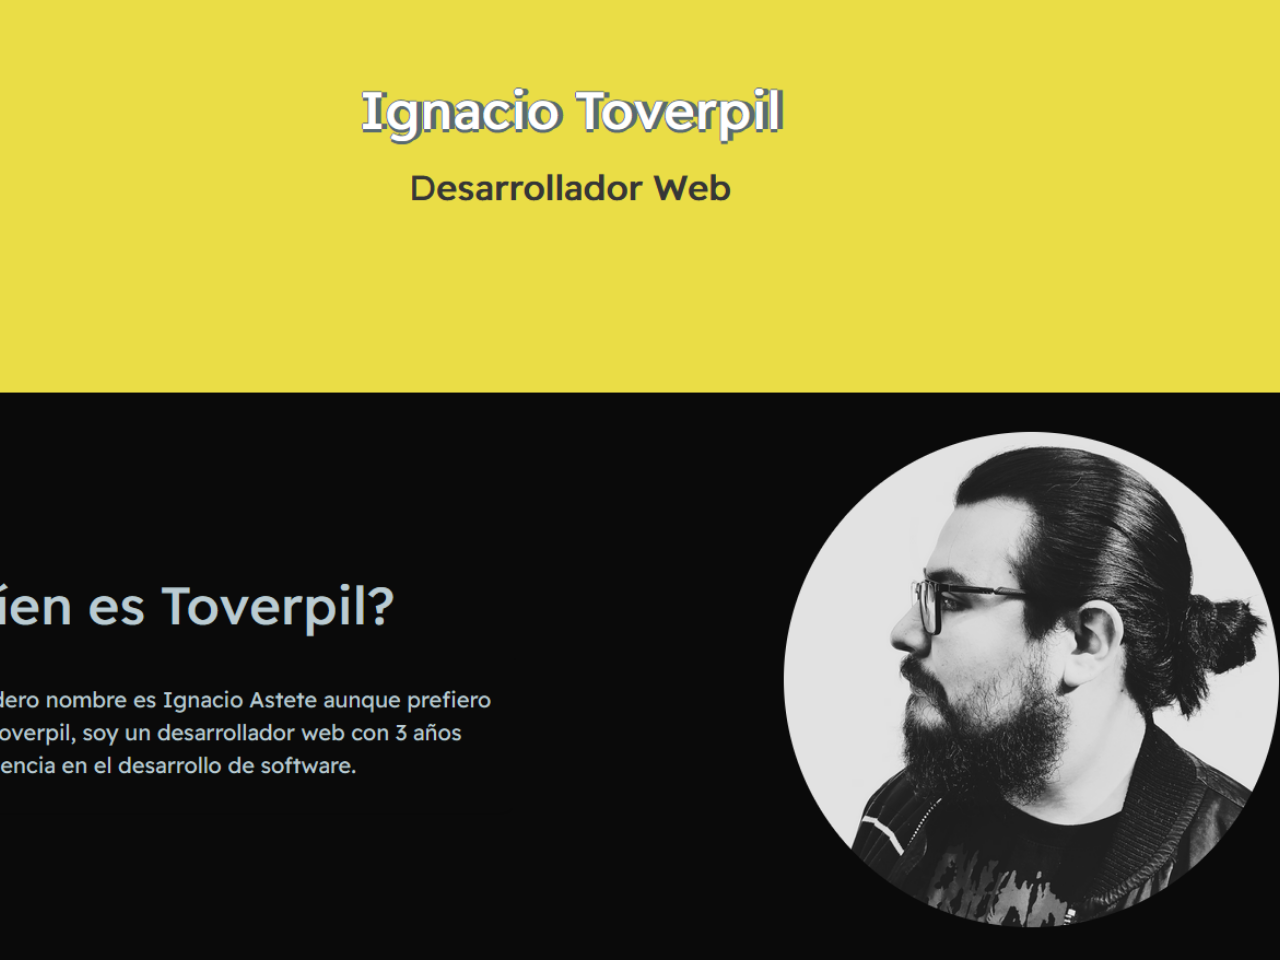 Ignacio Toverpil
Desarrollador Web
íen es Toverpil?
dero nombre es Ignacio Astete aunque prefiero
overpil, soy un desarrollador web con 3 años
encia en el desarrollo de software.